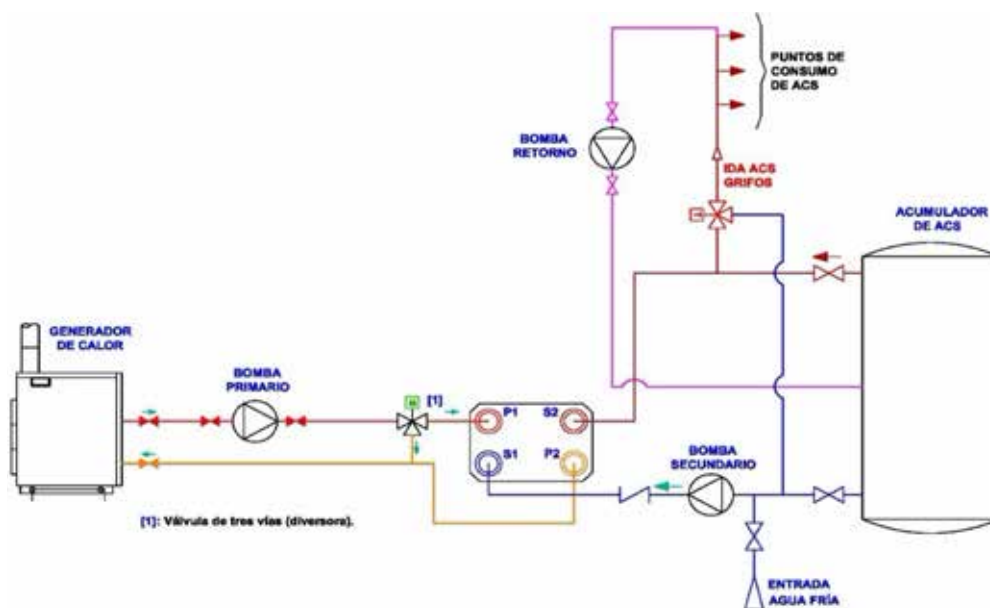 PUNTOS DE
CONSUMO
DE ACS
BOMBA
RETORNO
IDA ACS
GRIFOS
ACUMULADOR
DE ACS
GENERADOR
DE CALOR
BOMBA
PRIMARIO
[1]
P1
S2
S1
P2
BOMBA
SECUNDARIO
[1]: Válvula de tres vías (diversora).
ENTRADA
AGUA FRÍA